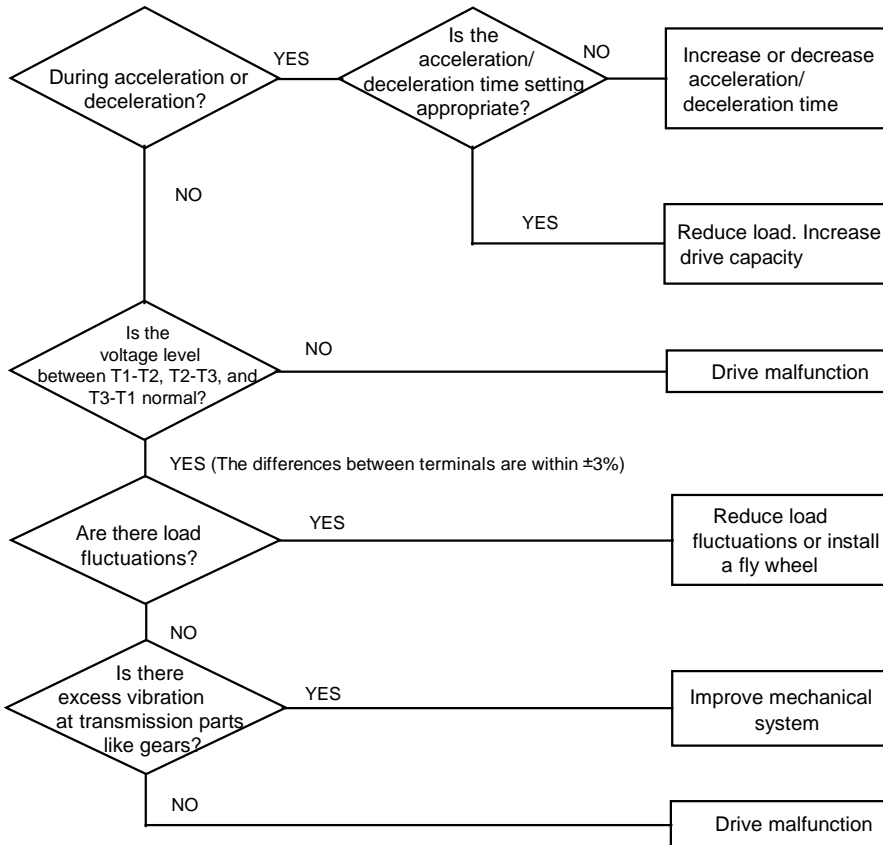 During acceleration or
deceleration?
YES
Is the
acceleration/
deceleration time setting
appropriate?
NO
Increase or decrease
acceleration/
deceleration time
NO
YES
Reduce load. Increase
drive capacity
Is the
voltage level
between T1-T2, T2-T3, and
T3-T1 normal?
NO
Drive malfunction
YES (The differences between terminals are within ±3%)
Are there load
fluctuations?
YES
Reduce load
fluctuations or install
a fly wheel
NO
Is there
excess vibration
at transmission parts
like gears?
YES
Improve mechanical
system
NO
Drive malfunction